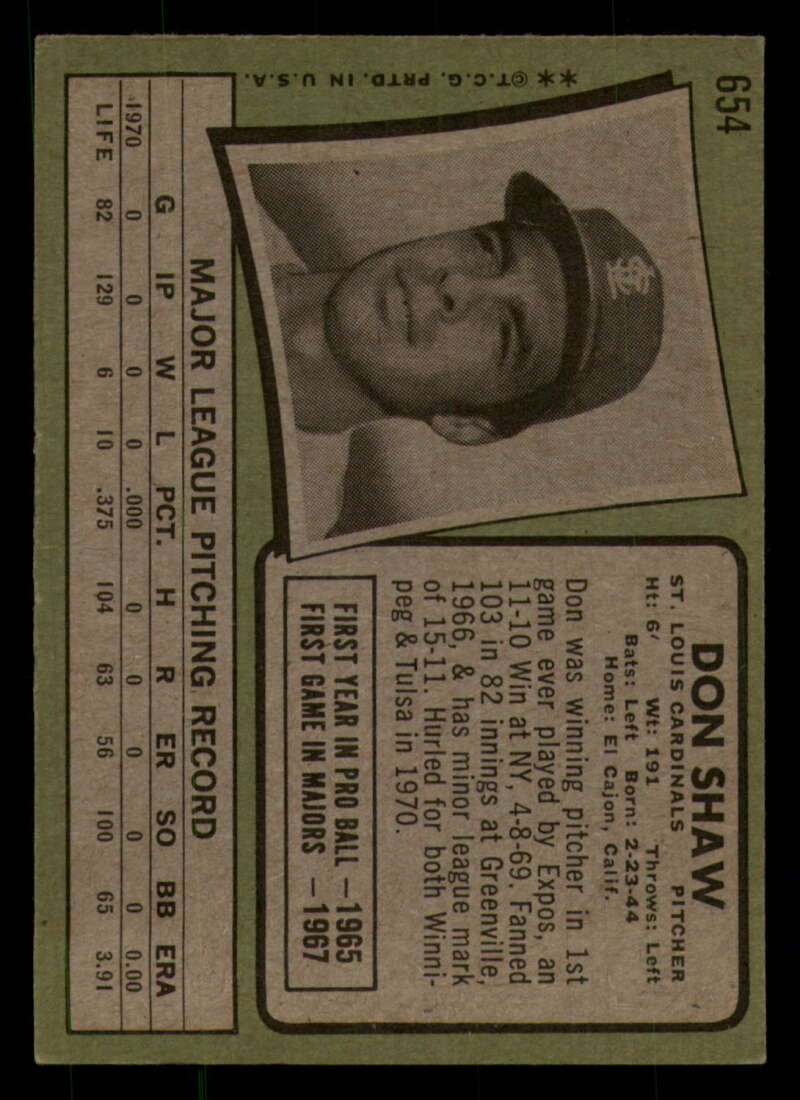 654
**©T.C.G. PRTD. IN U.S.A.
StL
DON SHAW
ST. LOUIS CARDINALS PITCHER
Ht: 6' Wt: 191 Throws: Left
Bats: Left Born: 2-23-44
Home: El Cajon, Calif.
Don was winning pitcher in 1st
game ever played by Expos, an
11-10 Win at NY, 4-8-69. Fanned
103 in 82 innings at Greenville,
1966, & has minor league mark
of 15-11. Hurled for both Winni-
peg & Tulsa in 1970.
FIRST YEAR IN PRO BALL —1965
FIRST GAME IN MAJORS —1967
MAJOR LEAGUE PITCHING RECORD
G IP W L PCT. H R ER SO BB ERA
1970 0 0 0 0 .000 0 0 0 0 0 0.00
LIFE 82 129 6 10 .375 104 63 56 100 65 3.91